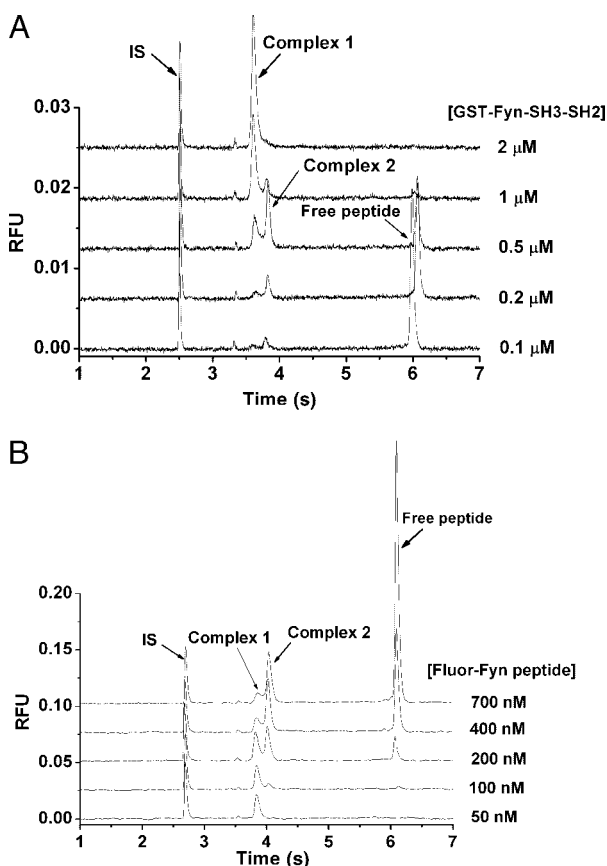 A
IS
Complex 1
[GST-Fyn-SH3-SH2]
0.03
2 μM
Complex 2
0.02
1 μM
Free peptide
RFU
0.5 μM
0.01
0.2 μM
0.00
0.1 μM
1 2 3 4 5 6 7
Time (s)
B
Free peptide
0.20
IS
Complex 1
Complex 2
0.15
[Fluor-Fyn peptide]
RFU
0.10
700 nM
400 nM
0.05
200 nM
100 nM
0.00
50 nM
1 2 3 4 5 6 7
Time (s)